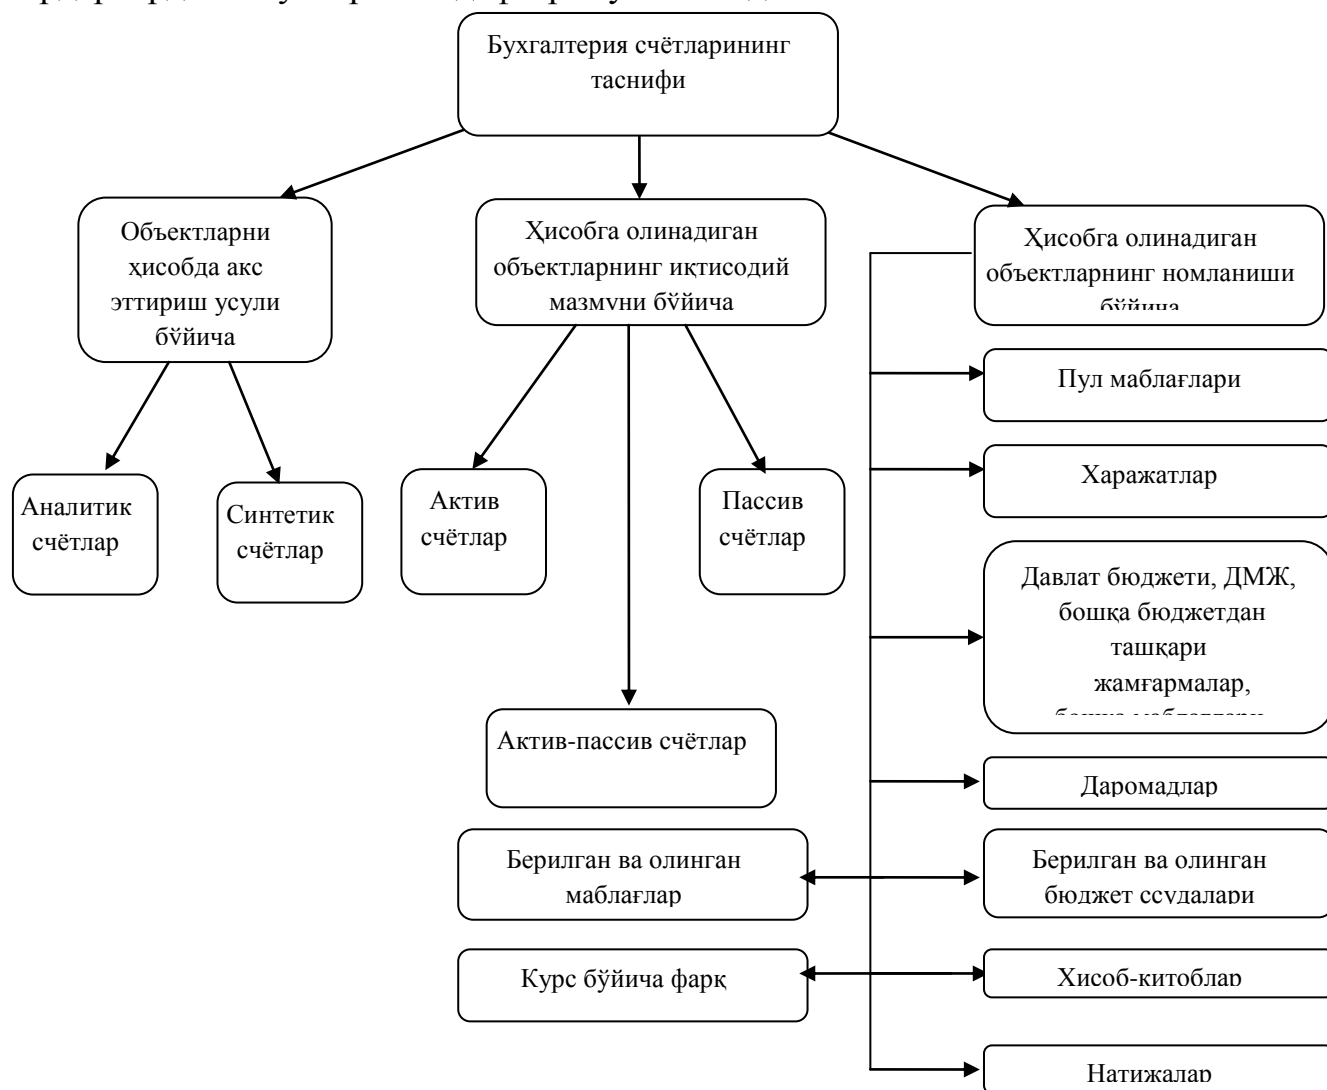 Бухгалтерия счётларининг
таснифи
Объектларни
ҳисобда акс
эттириш усули
бўйича
Ҳисобга олинадиган
объектларнинг иқтисодий
мазмуни бўйича
Ҳисобга олинадиган
объектларнинг номланиши
бўйича
Пул маблағлари
Харажатлар
Аналитик
счётлар
Синтетик
счётлар
Актив
счётлар
Пассив
счётлар
Давлат бюджети, ДМЖ,
бошқа бюджетдан
ташқари
жамғармалар,
Актив-пассив счётлар
Даромадлар
Берилган ва олинган
маблағлар
Берилган ва олинган
бюджет ссудалари
Курс бўйича фарқ
Хисоб-китоблар
Натижалар